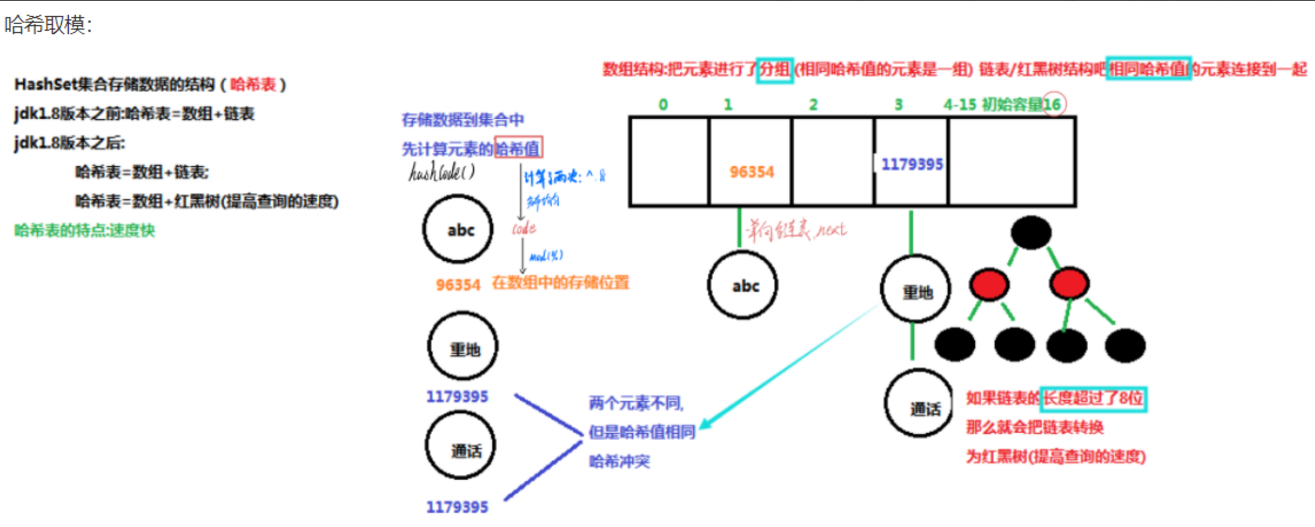 哈希取模:
HashSet集合存储数据的结构（哈希表）
jdk1.8版本之前:哈希表=数组+链表
jdk1.8版本之后:
哈希表=数组+链表;
哈希表=数组+红黑树(提高查询的速度)
哈希表的特点:速度快
存储数据到集合中
先计算元素的哈希值
hashCode()
abc
code
mod(%)
96354 在数组中的存储位置
重地
1179395
通话
1179395
两个元素不同,
但是哈希值相同
哈希冲突
数组结构:把元素进行了分组(相同哈希值的元素是一组) 链表/红黑树结构吧相同哈希值的元素连接到一起
0 1 2 3 4-15 初始容量16
96354 1179395
单向链表,next
abc
重地
通话
如果链表的长度超过了8位
那么就会把链表转换
为红黑树(提高查询的速度)